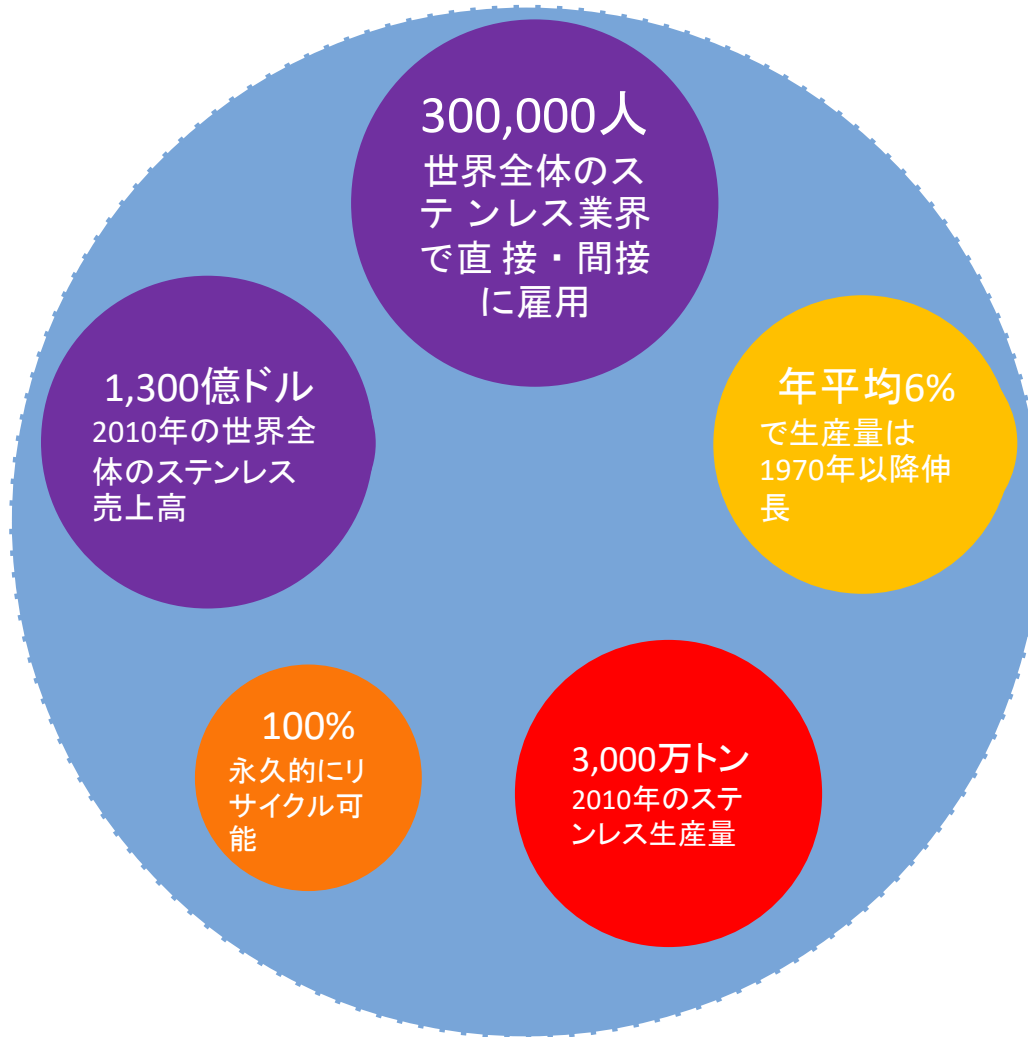 300,000人
世界全体のス
テ ンレス業界
で直 接・間接
に雇用
1,300億ドル
2010年の世界全
体のステンレス
売上高
年平均6%
で生産量は
1970年以降伸
長
100%
永久的にリ
サイクル可
能
3,000万トン
2010年のステ
ンレス生産量